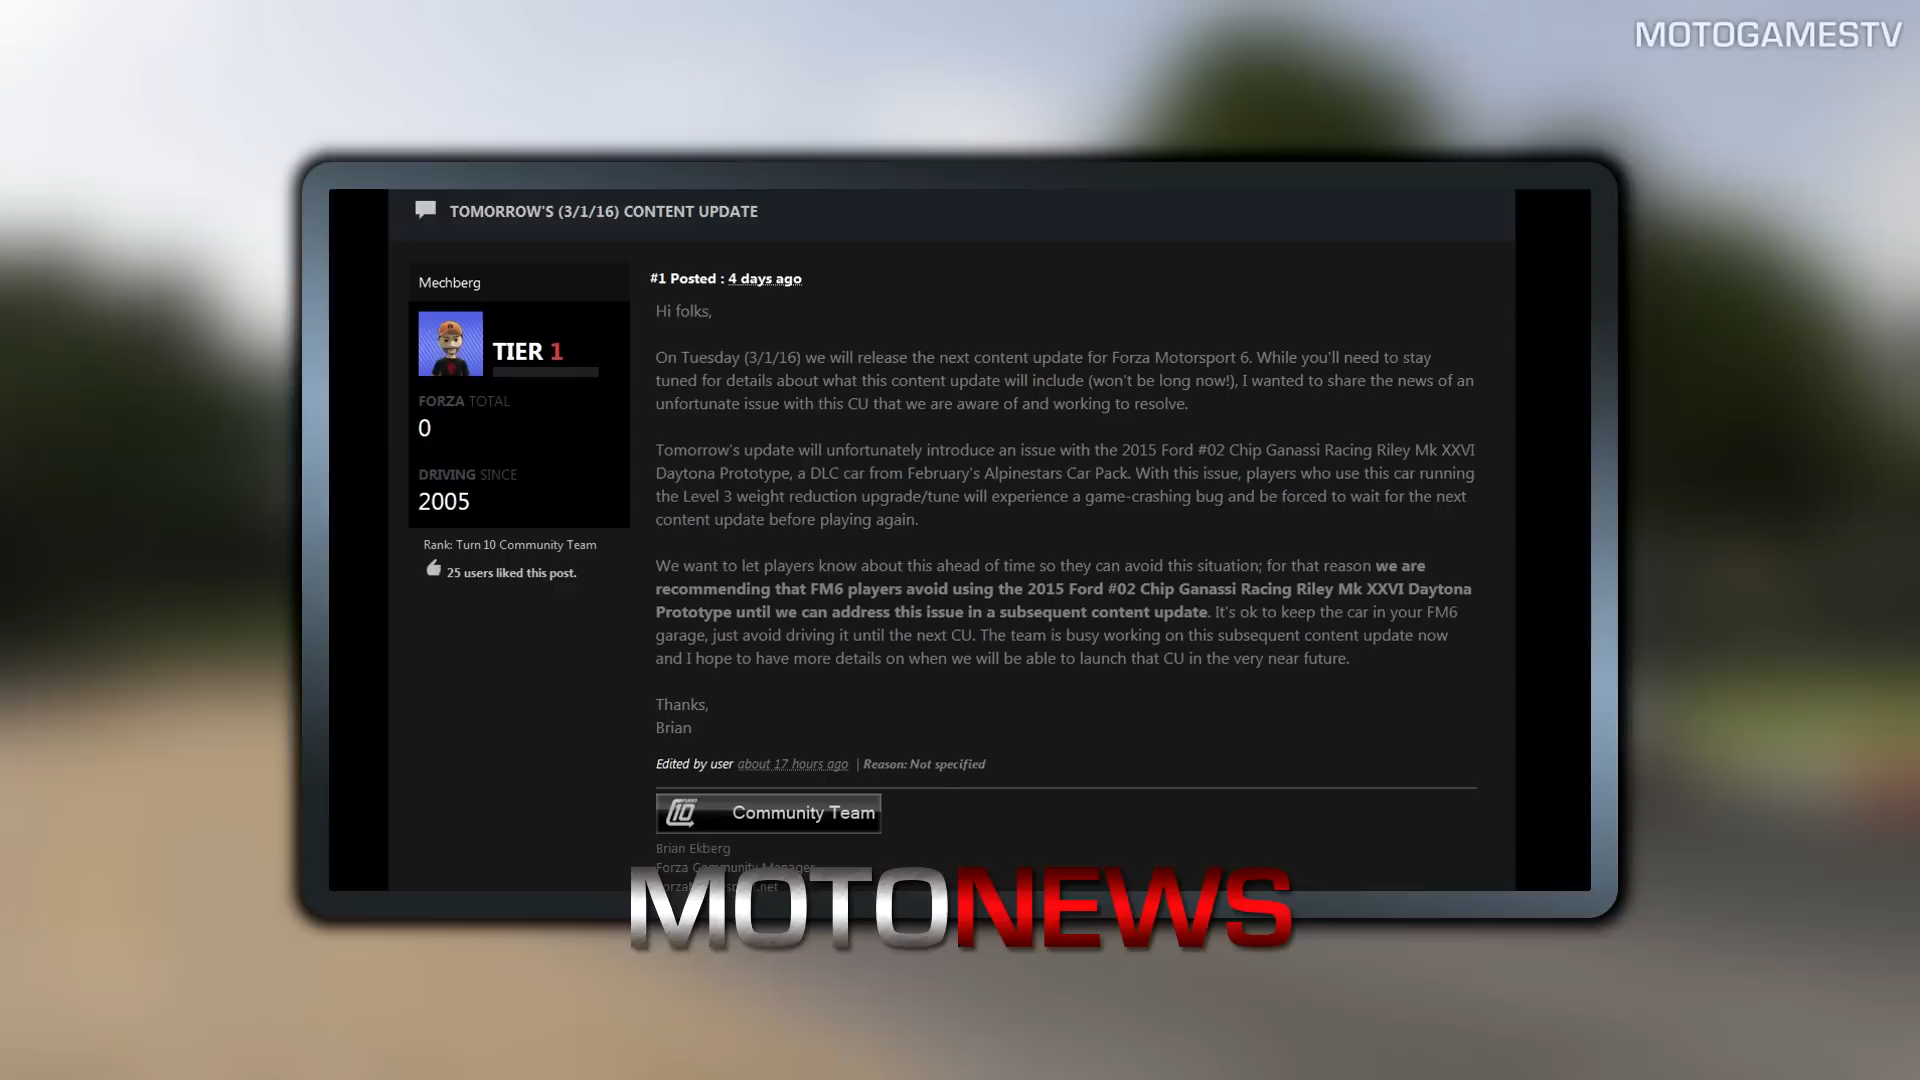 MOTOGAMESTV
TOMORROW'S (3/1/16) CONTENT UPDATE
Mechberg
TIER 1
FORZA TOTAL
0
DRIVING SINCE
2005
Rank: Turn 10 Community Team
25 users liked this post.
#1 Posted : 4 days ago
Hi folks,
On Tuesday (3/1/16) we will release the next content update for Forza Motorsport 6. While you'll need to stay
tuned for details about what this content update will include (won't be long now!), I wanted to share the news of an
unfortunate issue with this CU that we are aware of and working to resolve.
Tomorrow's update will unfortunately introduce an issue with the 2015 Ford #02 Chip Ganassi Racing Riley Mk XXVI
Daytona Prototype, a DLC car from February's Alpinestars Car Pack. With this issue, players who use this car running
the Level 3 weight reduction upgrade/tune will experience a game-crashing bug and be forced to wait for the next
content update before playing again.
We want to let players know about this ahead of time so they can avoid this situation; for that reason we are
recommending that FM6 players avoid using the 2015 Ford #02 Chip Ganassi Racing Riley Mk XXVI Daytona
Prototype until we can address this issue in a subsequent content update. It's ok to keep the car in your FM6
garage, just avoid driving it until the next CU. The team is busy working on this subsequent content update now
and I hope to have more details on when we will be able to launch that CU in the very near future.
Thanks,
Brian
Edited by user about 17 hours ago | Reason: Not specified
10 Community Team
Brian Ekberg
Forza Community Manager
MOTONEWS